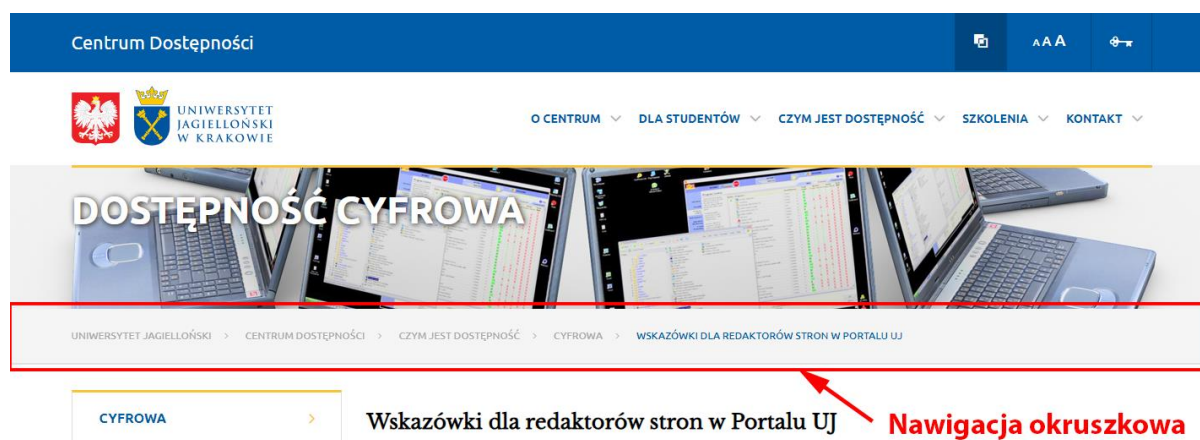 Centrum Dostępności
A A A
UNIWERSYTET
JAGIELLOŃSKI
W KRAKOWIE
O CENTRUM DLA STUDENTÓW CZYM JEST DOSTĘPNOŚĆ SZKOLENIA KONTAKT
DOSTĘPNOŚĆ CYFROWA
UNIWERSYTET JAGIELLOŃSKI > CENTRUM DOSTĘPNOŚCI > CZYM JEST DOSTĘPNOŚĆ > CYFROWA > WSKAZÓWKI DLA REDAKTORÓW STRON W PORTALU UJ
CYFROWA >
Wskazówki dla redaktorów stron w Portalu UJ
Nawigacja okruszkowa